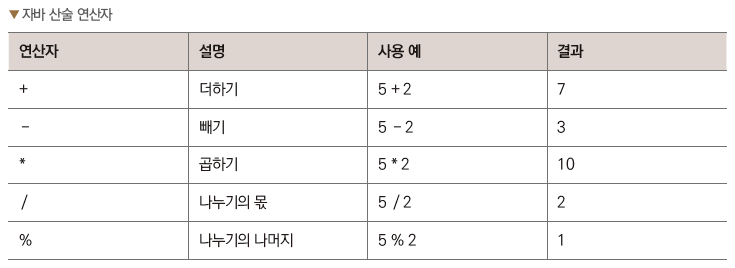 ▼자바 산술 연산자
연산자 설명 사용 예 결과
+ 더하기 5 + 2 7
- 빼기 5 - 2 3
* 곱하기 5 * 2 10
/ 나누기의 몫 5 / 2 2
% 나누기의 나머지 5 % 2 1